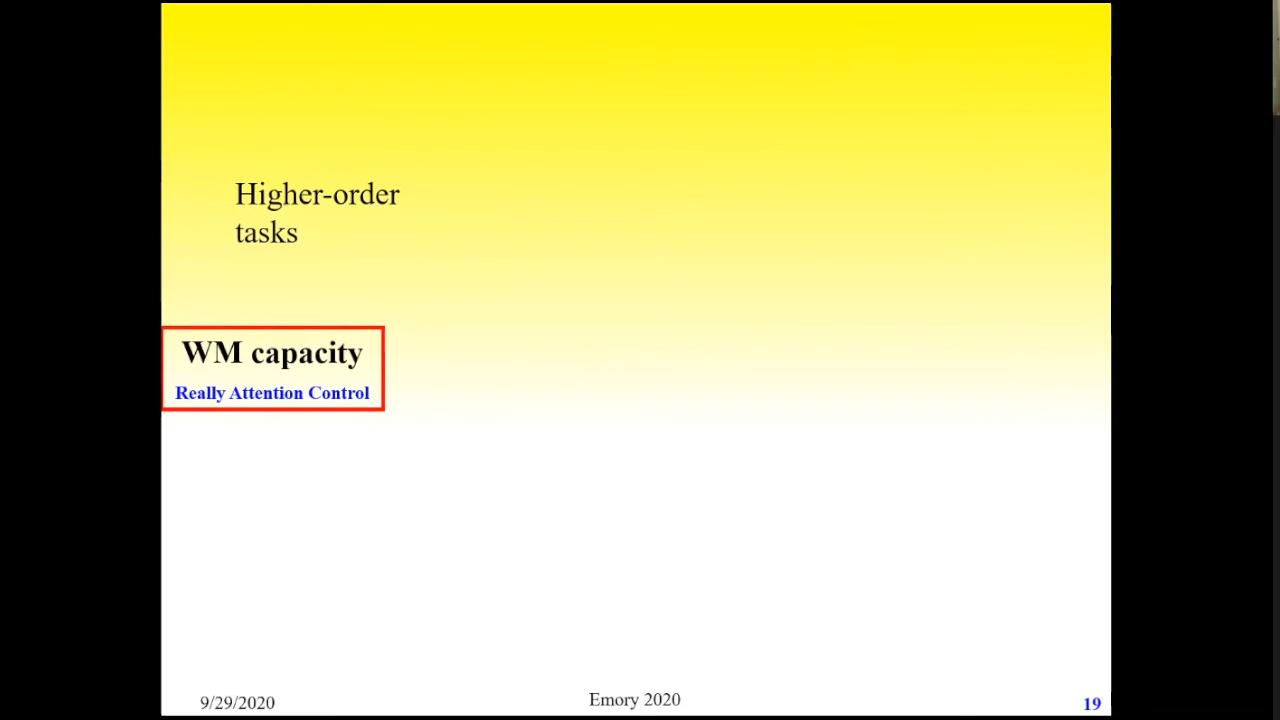 Higher-order
tasks
WM capacity
Really Attention Control
9/29/2020
Emory 2020
19